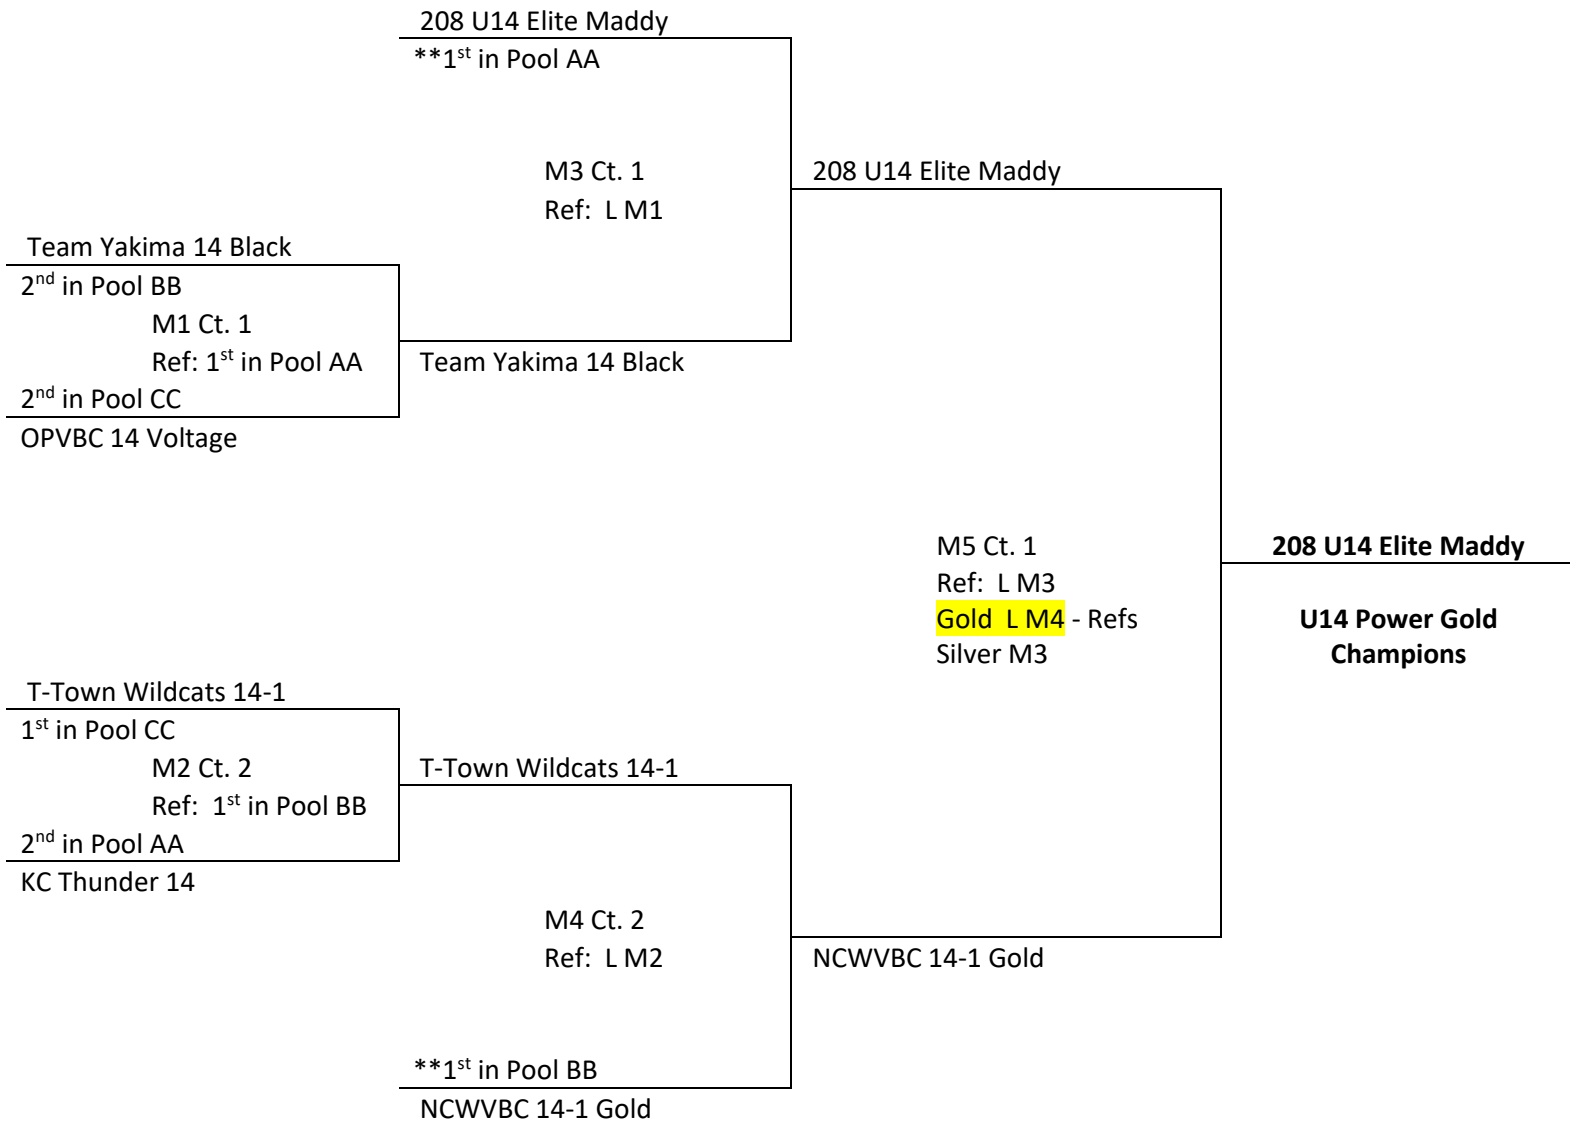 208 U14 Elite Maddy
**1st in Pool AA
M3 Ct. 1
Ref: L M1
208 U14 Elite Maddy
Team Yakima 14 Black
2nd in Pool BB
M1 Ct. 1
Ref: 1st in Pool AA
Team Yakima 14 Black
2nd in Pool CC
OPVBC 14 Voltage
M5 Ct. 1
Ref: L M3
Gold L M4 - Refs
Silver M3
208 U14 Elite Maddy
U14 Power Gold
Champions
T-Town Wildcats 14-1
1st in Pool CC
M2 Ct. 2
Ref: 1st in Pool BB
T-Town Wildcats 14-1
2nd in Pool AA
KC Thunder 14
M4 Ct. 2
Ref: L M2
NCWVBC 14-1 Gold
**1st in Pool BB
NCWVBC 14-1 Gold